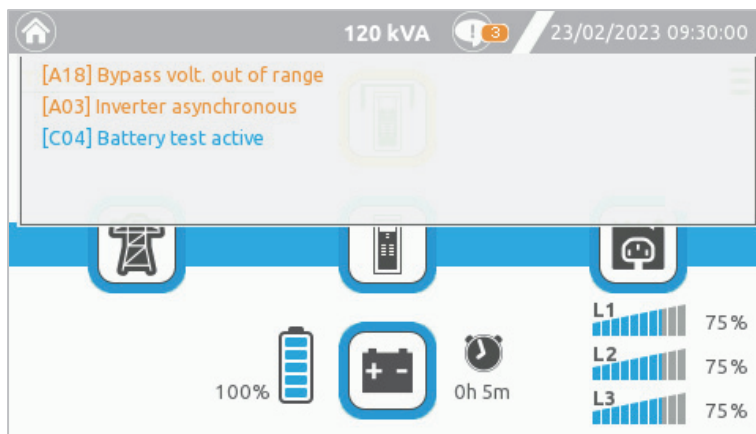 120 kVA
3
23/02/2023 09:30:00
[A18] Bypass volt. out of range
[A03] Inverter asynchronous
[C04] Battery test active
L1
75%
L2
75%
L3
75%
100%
0h 5m